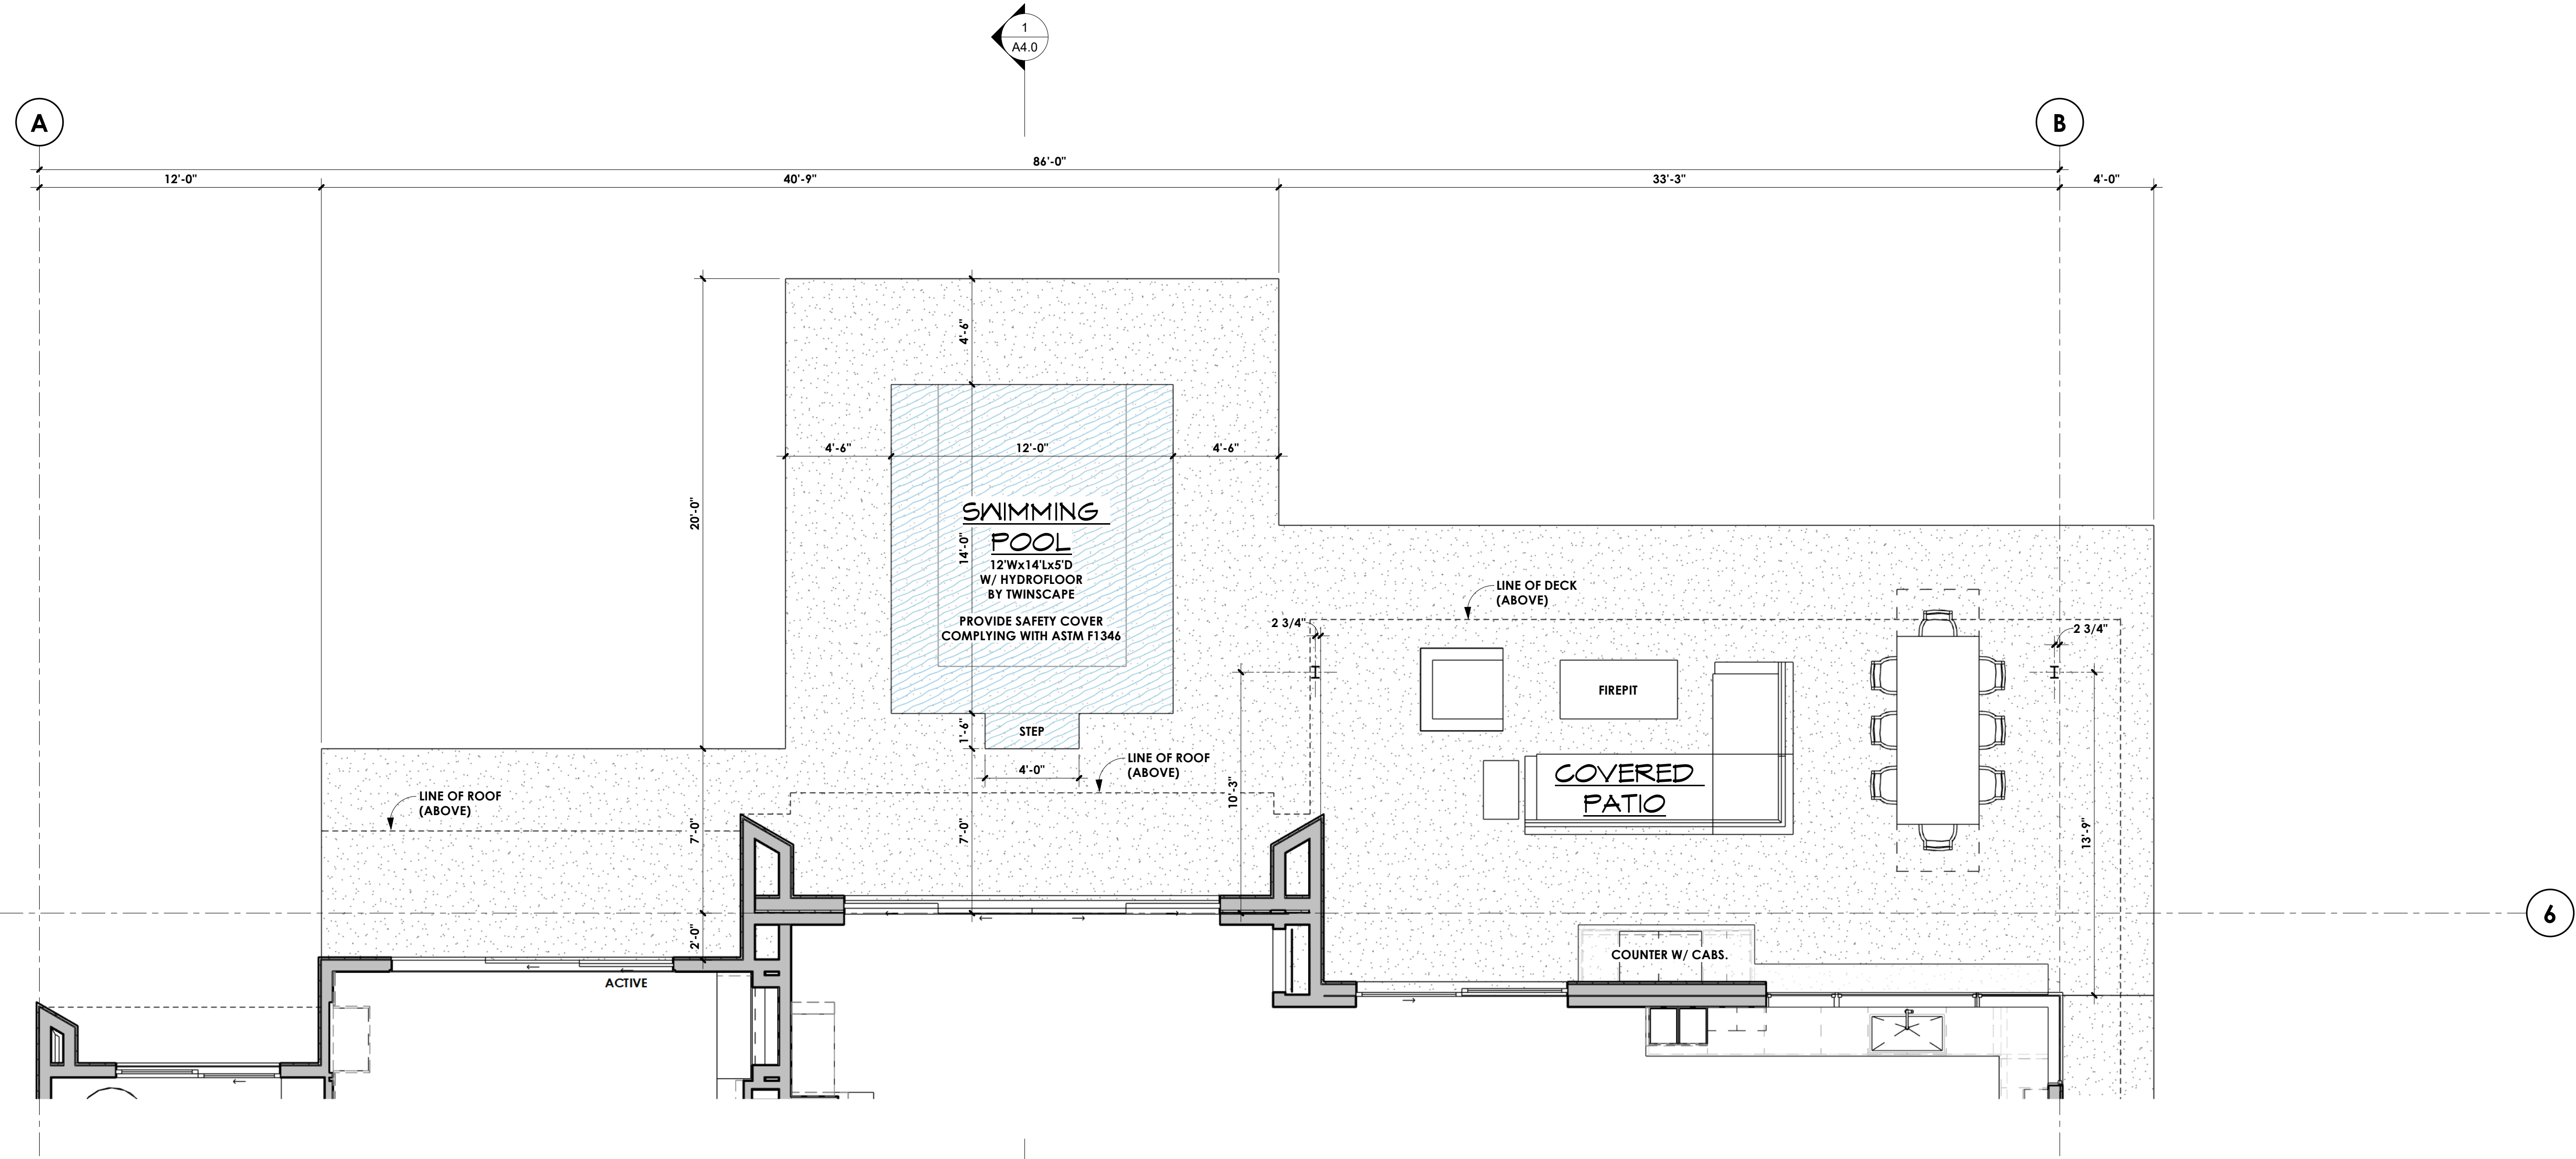 1
A4.0
A
B
86'-0"
12'-0"
40'-9"
33'-3"
4'-0"
4'-6"
4'-6"
12'-0"
4'-6"
20'-0"
SWIMMING
POOL
14'-0"
12'Wx14'Lx5'D
W/ HYDROFLOOR
BY TWINSCAPE
PROVIDE SAFETY COVER
COMPLYING WITH ASTM F1346
LINE OF DECK
(ABOVE)
2 3/4"
2 3/4"
FIREPIT
1'-6"
STEP
4'-0"
LINE OF ROOF
(ABOVE)
COVERED
PATIO
LINE OF ROOF
(ABOVE)
10'-3"
7'-0"
7'-0"
13'-9"
6
2'-0"
COUNTER W/ CABS.
ACTIVE